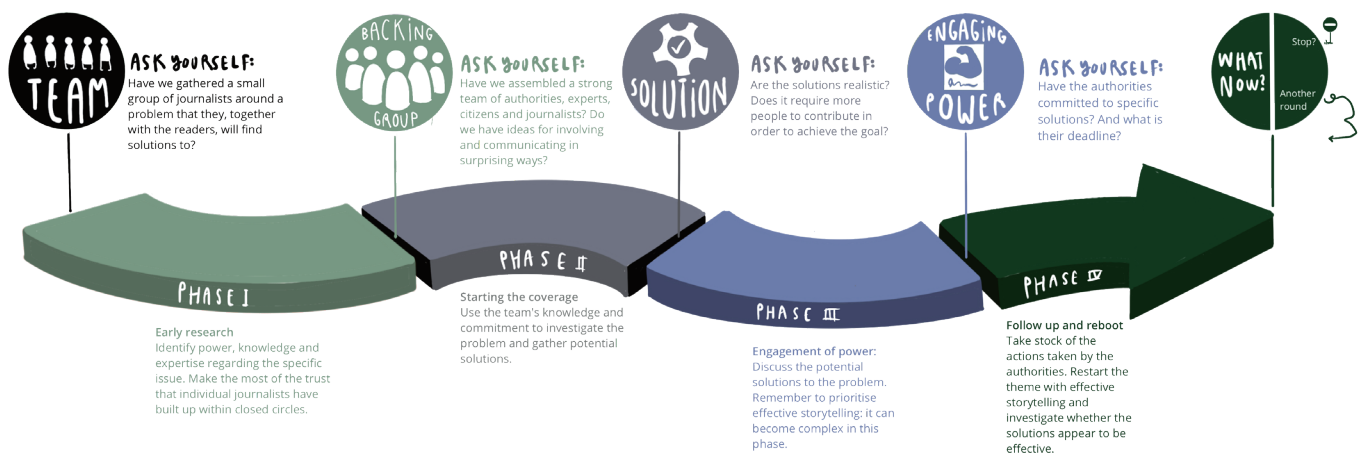 TEAM
ASK YOURSELF:
Have we gathered a small
group of journalists around a
problem that they, together
with the readers, will find
solutions to?
BACKING
GROUP
ASK YOURSELF:
Have we assembled a strong
team of authorities, experts,
citizens and journalists? Do
we have ideas for involving
and communicating in
surprising ways?
SOLUTION
ASK YOURSELF:
Are the solutions realistic?
Does it require more
people to contribute in
order to achieve the goal?
ENGAGING
POWER
ASK YOURSELF:
Have the authorities
committed to specific
solutions? And what is
their deadline?
WHAT
NOW?
Stop?
Another
round
PHASE I
Early research
Identify power, knowledge and
expertise regarding the specific
issue. Make the most of the trust
that individual journalists have
built up within closed circles.
PHASE II
Starting the coverage
Use the team's knowledge and
commitment to investigate the
problem and gather potential
solutions.
PHASE III
Engagement of power:
Discuss the potential
solutions to the problem.
Remember to prioritise
effective storytelling: it can
become complex in this
phase.
PHASE IV
Follow up and reboot
Take stock of the
actions taken by the
authorities. Restart the
theme with effective
storytelling and
investigate whether the
solutions appear to be
effective.